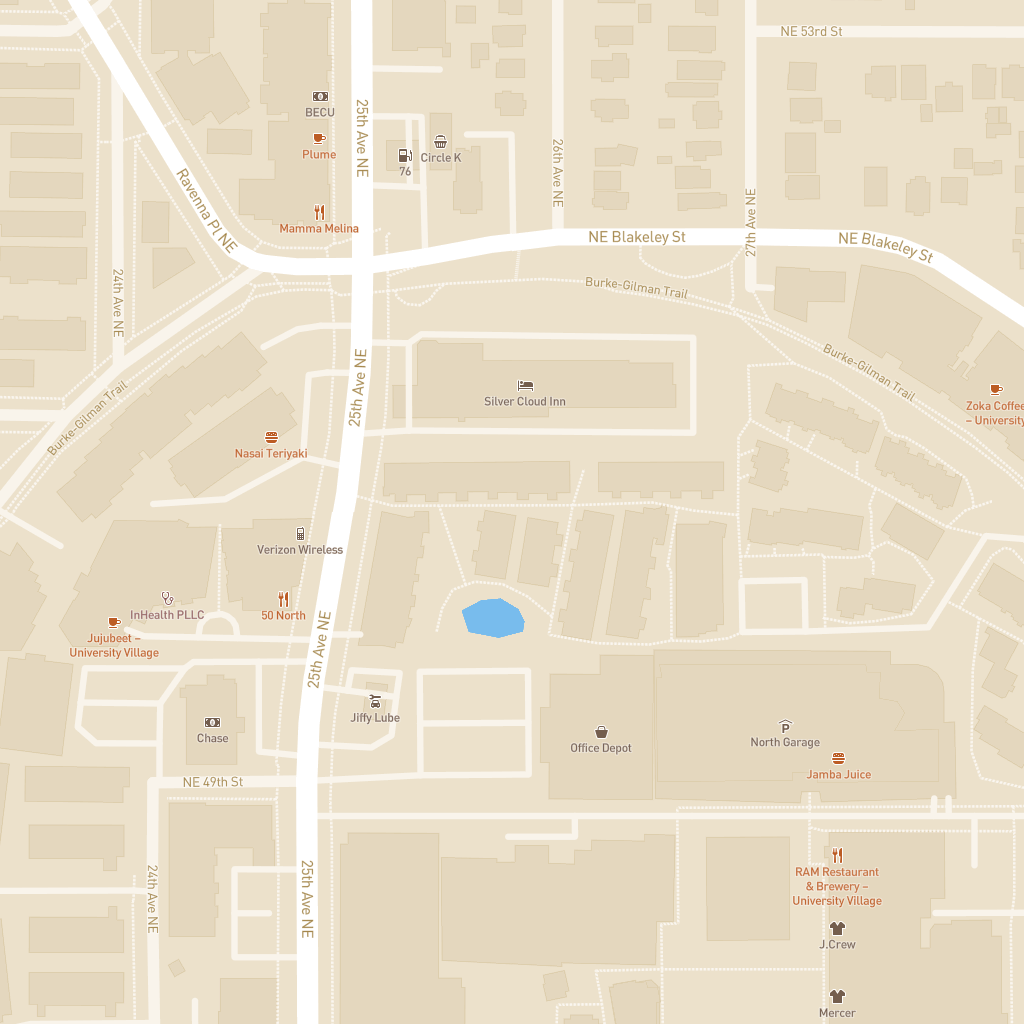 NE 53rd St
BECU
25th Ave NE
Plume
Circle K
76
26th Ave NE
Ravenna Pl NE
27th Ave NE
Mamma Melina
NE Blakeley St
NE Blakeley St
24th Ave NE
Burke-Gilman Trail
Burke-Gilman Trail
25th Ave NE
Silver Cloud Inn
Zoka Coffee
– University
Burke-Gilman Trail
Nasai Teriyaki
Verizon Wireless
InHealth PLLC
50 North
Jujubeet –
University Village
25th Ave NE
Jiffy Lube
Chase
Office Depot
P
North Garage
Jamba Juice
NE 49th St
24th Ave NE
25th Ave NE
RAM Restaurant
& Brewery –
University Village
J.Crew
Mercer